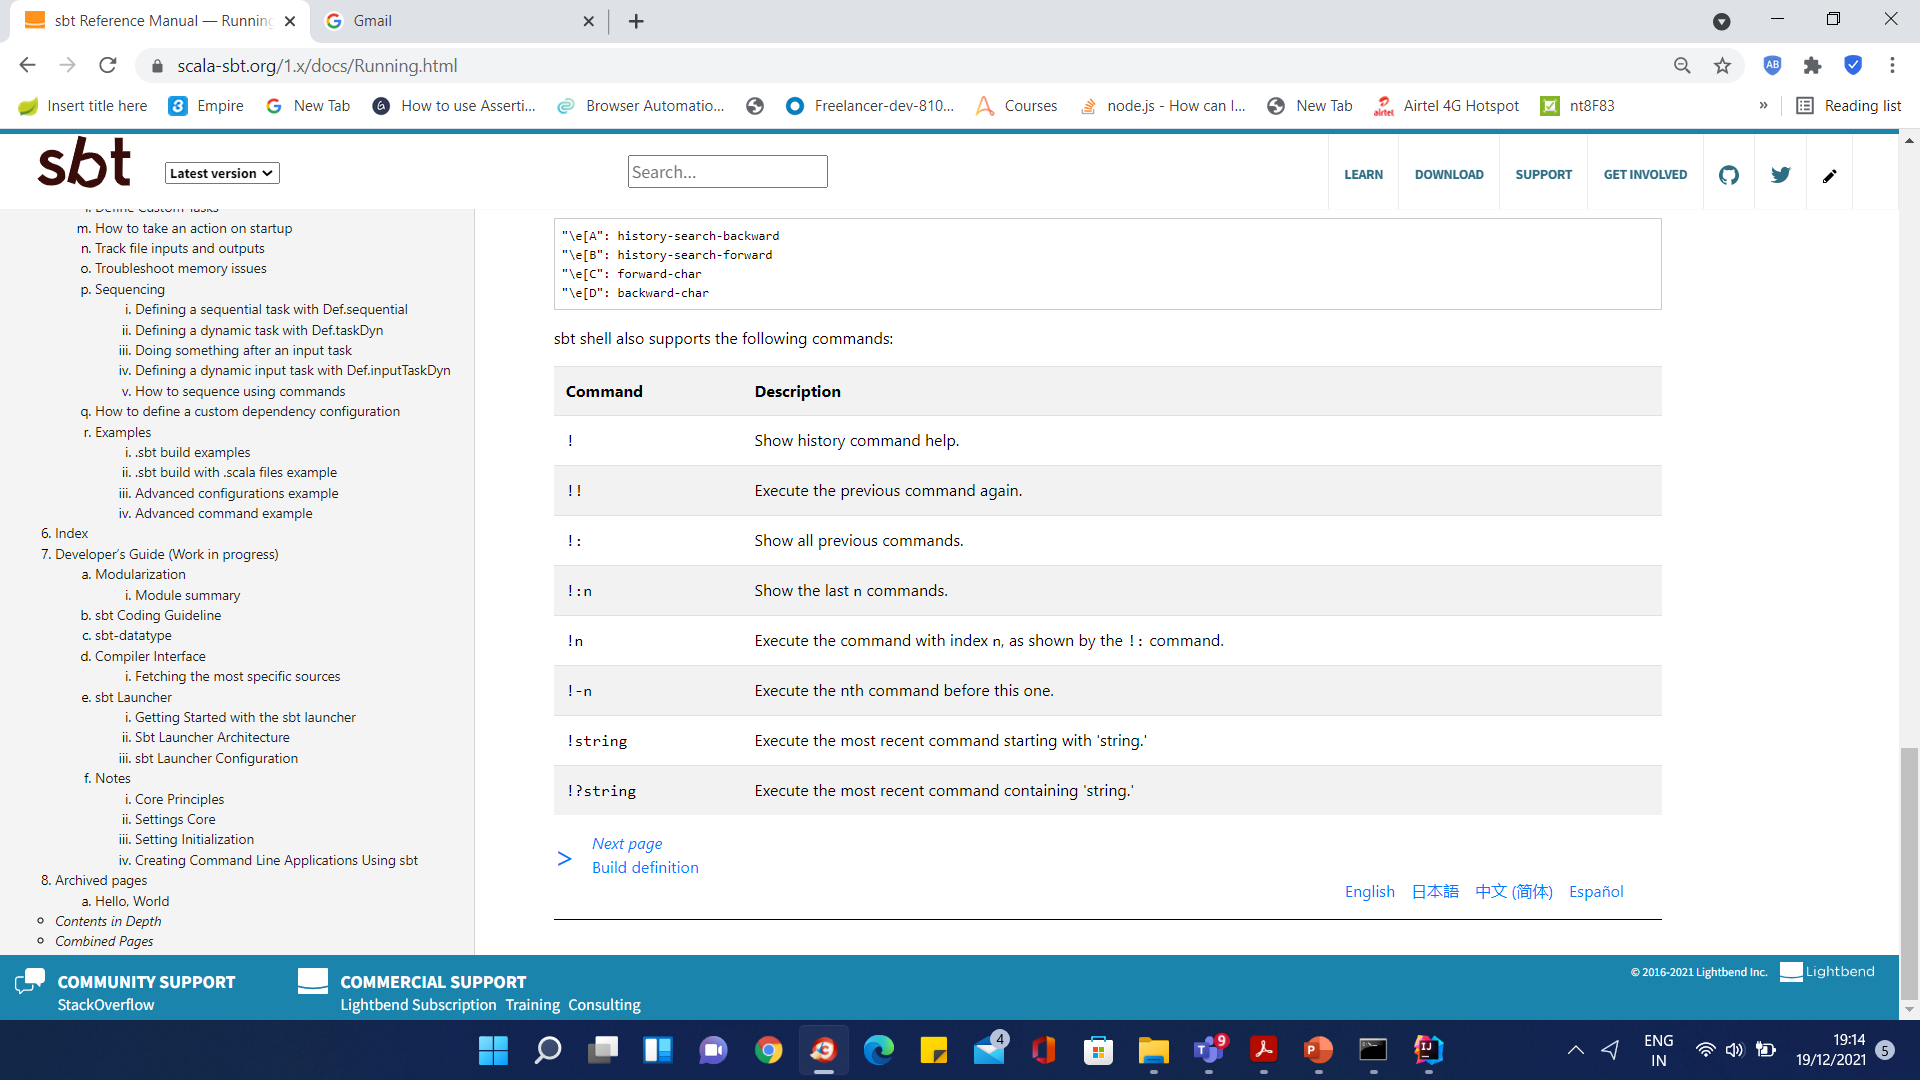 sbt Reference Manual — Running
Gmail
scala-sbt.org/1.x/docs/Running.html
Insert title here
Empire
New Tab
How to use Asserti...
Browser Automatio...
Freelancer-dev-810...
Courses
node.js - How can I...
New Tab
Airtel 4G Hotspot
nt8F83
»
Reading list
sbt
Latest version
Search...
LEARN
DOWNLOAD
SUPPORT
GET INVOLVED
l. Define Custom Tasks
m. How to take an action on startup
n. Track file inputs and outputs
o. Troubleshoot memory issues
p. Sequencing
i. Defining a sequential task with Def.sequential
ii. Defining a dynamic task with Def.taskDyn
iii. Doing something after an input task
iv. Defining a dynamic input task with Def.inputTaskDyn
v. How to sequence using commands
q. How to define a custom dependency configuration
r. Examples
i. .sbt build examples
ii. .sbt build with .scala files example
iii. Advanced configurations example
iv. Advanced command example
6. Index
7. Developer's Guide (Work in progress)
a. Modularization
i. Module summary
b. sbt Coding Guideline
c. sbt-datatype
d. Compiler Interface
i. Fetching the most specific sources
e. sbt Launcher
i. Getting Started with the sbt launcher
ii. Sbt Launcher Architecture
iii. sbt Launcher Configuration
f. Notes
i. Core Principles
ii. Settings Core
iii. Setting Initialization
iv. Creating Command Line Applications Using sbt
8. Archived pages
a. Hello, World
Contents in Depth
Combined Pages
"\e[A": history-search-backward
"\e[B": history-search-forward
"\e[C": forward-char
"\e[D": backward-char
sbt shell also supports the following commands:
Command Description
! Show history command help.
!! Execute the previous command again.
!: Show all previous commands.
!:n Show the last n commands.
!n Execute the command with index n, as shown by the !: command.
!-n Execute the nth command before this one.
!string Execute the most recent command starting with 'string.'
!?string Execute the most recent command containing 'string.'
> Next page
Build definition
English 日本語 中文 (简体) Español
COMMUNITY SUPPORT
StackOverflow
COMMERCIAL SUPPORT
Lightbend Subscription Training Consulting
© 2016-2021 Lightbend Inc.
Lightbend
4
9
ENG
IN
19:14
19/12/2021
5